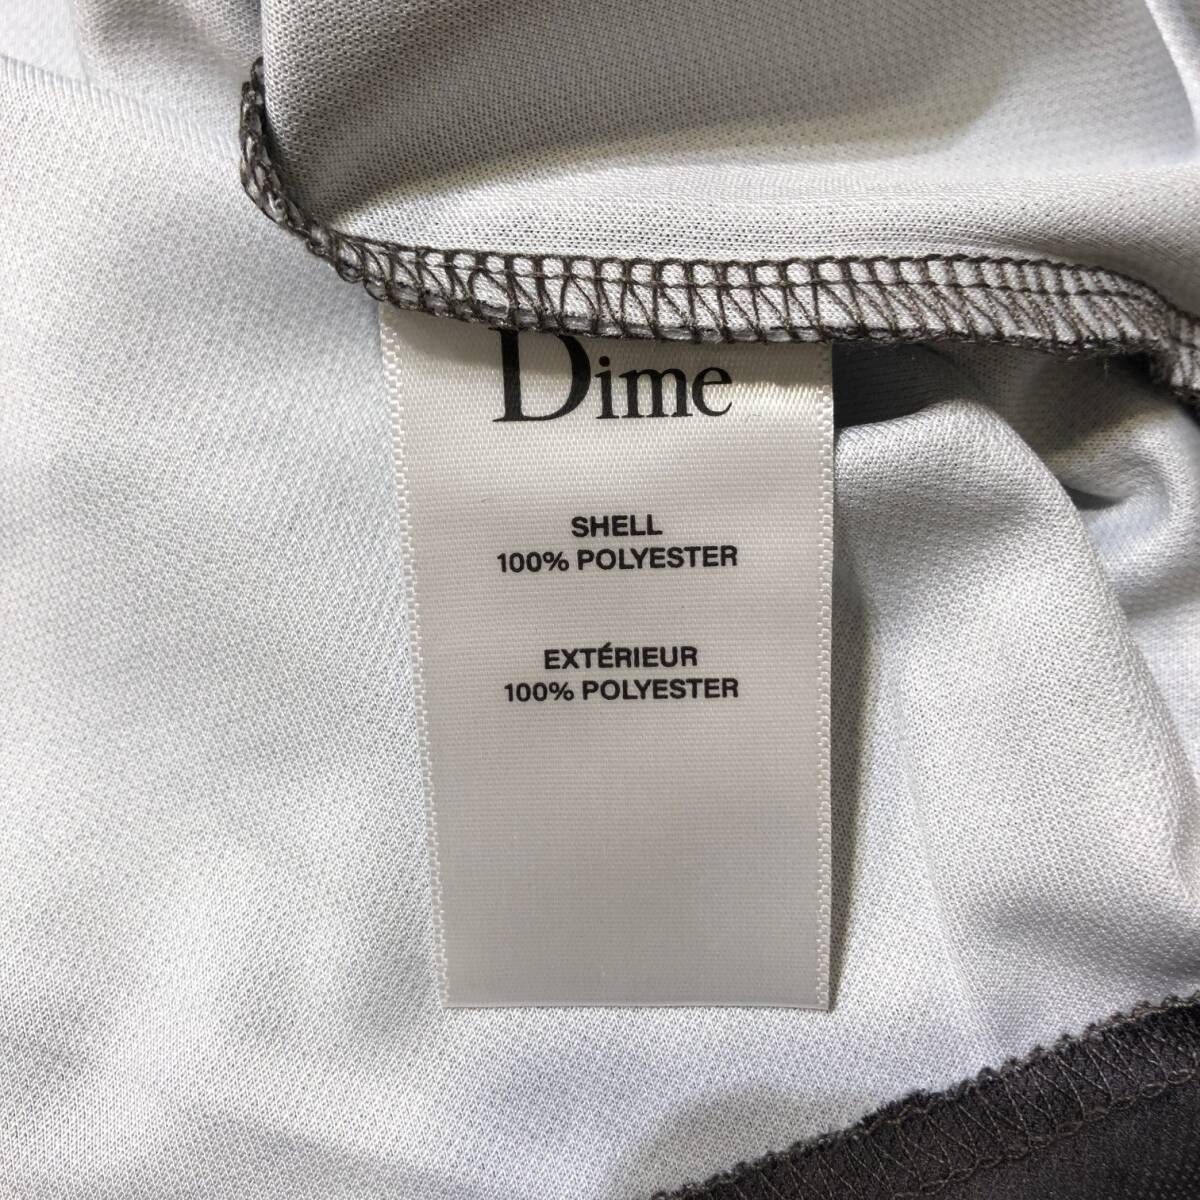 Dime
SHELL
100% POLYESTER
EXTÉRIEUR
100% POLYESTER